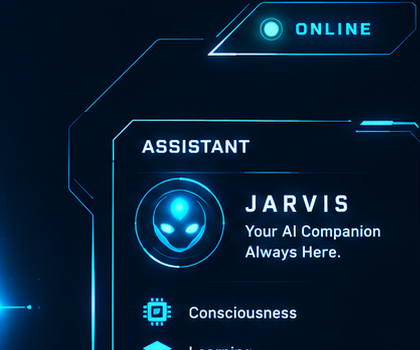 ONLINE
ASSISTANT
JARVIS
Your AI Companion
Always Here.
Consciousness